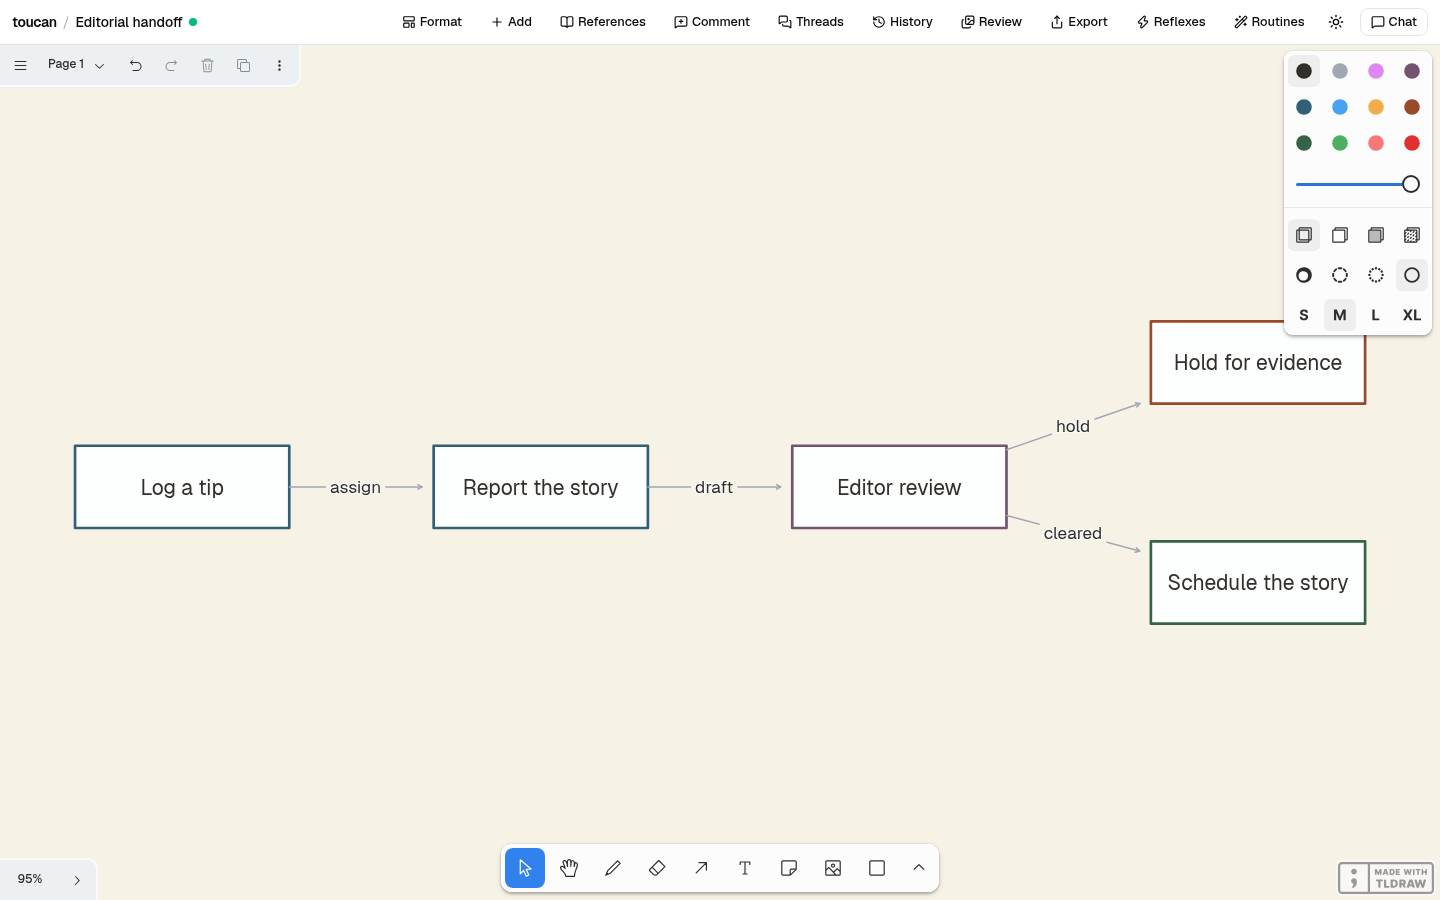 toucan / Editorial handoff
Format
Add
References
Comment
Threads
History
Review
Export
Reflexes
Routines
Chat
Page 1
S M L XL
Hold for evidence
hold
Log a tip
assign
Report the story
draft
Editor review
cleared
Schedule the story
95%
MADE WITH
TLDRAW